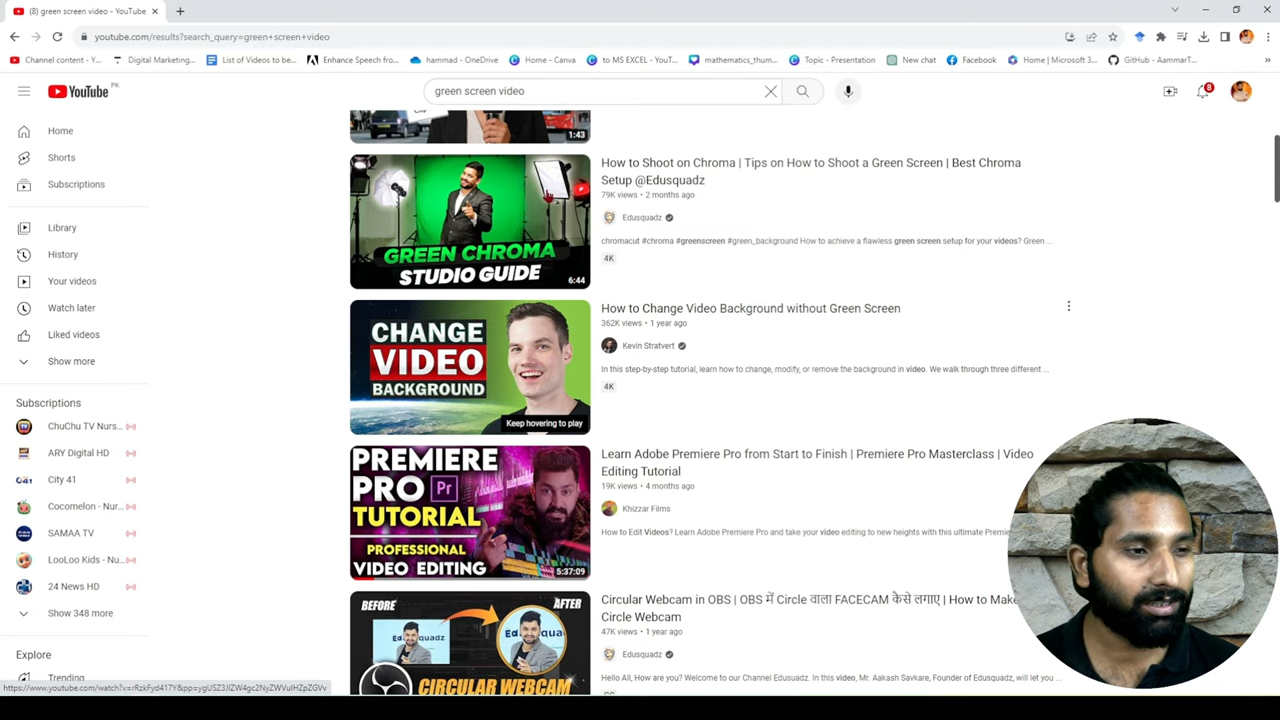 (8) green screen video - YouTube
youtube.com/results?search_query=green+screen+video
Channel content - Y...
Digital Marketing...
List of Videos to be...
Enhance Speech fro...
hammad - OneDrive
Home - Canva
to MS EXCEL - YouT...
mathematics_thum...
Topic - Presentation
New chat
Facebook
Home | Microsoft 3...
GitHub - AammarT...
YouTube PK
green screen video
8
Home
Shorts
Subscriptions
Library
History
Your videos
Watch later
Liked videos
Show more
Subscriptions
ChuChu TV Nurs...
ARY Digital HD
City 41
Cocomelon - Nur...
SAMAA TV
LooLoo Kids - Nu...
24 News HD
Show 348 more
Explore
Trending
https://www.youtube.com/watch?v=rRzkFyd417Y&pp=ygUSZ3JlZW4gc2NyZWVuIHZpZGVv
1:43
GREEN CHROMA
STUDIO GUIDE
6:44
How to Shoot on Chroma | Tips on How to Shoot a Green Screen | Best Chroma
Setup @Edusquadz
79K views • 2 months ago
Edusquadz
chromacut #chroma #greenscreen #green_background How to achieve a flawless green screen setup for your videos? Green ...
4K
CHANGE
VIDEO
BACKGROUND
Keep hovering to play
How to Change Video Background without Green Screen
362K views • 1 year ago
Kevin Stratvert
In this step-by-step tutorial, learn how to change, modify, or remove the background in video. We walk through three different ...
4K
PREMIERE
PRO Pr
TUTORIAL
PROFESSIONAL
VIDEO EDITING
5:37:09
Learn Adobe Premiere Pro from Start to Finish | Premiere Pro Masterclass | Video
Editing Tutorial
19K views • 4 months ago
Khizzar Films
How to Edit Videos? Learn Adobe Premiere Pro and take your video editing to new heights with this ultimate Premie
BEFORE
AFTER
CIRCULAR WEBCAM
Circular Webcam in OBS | OBS में Circle वाला FACECAM कैसे लगाए | How to Make
Circle Webcam
47K views • 1 year ago
Edusquadz
Hello All, How are you? Welcome to our Channel Edusuadz. In this video, Mr. Aakash Savkare, Founder of Edusquadz, will let you ...